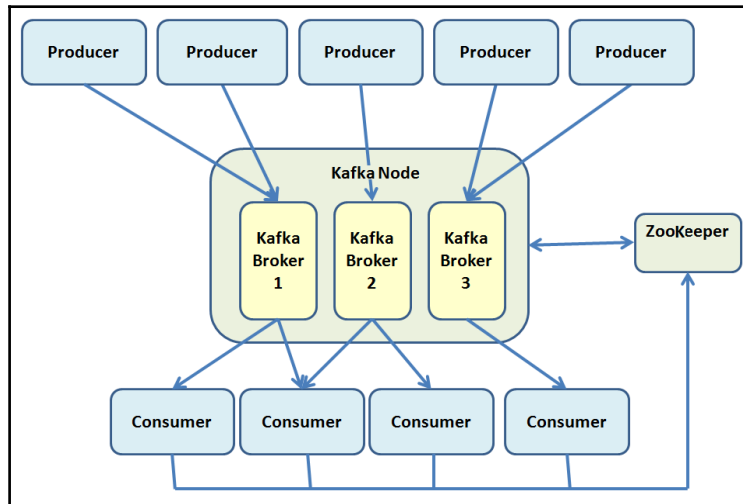 Producer
Producer
Producer
Producer
Producer
Kafka Node
Kafka
Broker
1
Kafka
Broker
2
Kafka
Broker
3
ZooKeeper
Consumer
Consumer
Consumer
Consumer